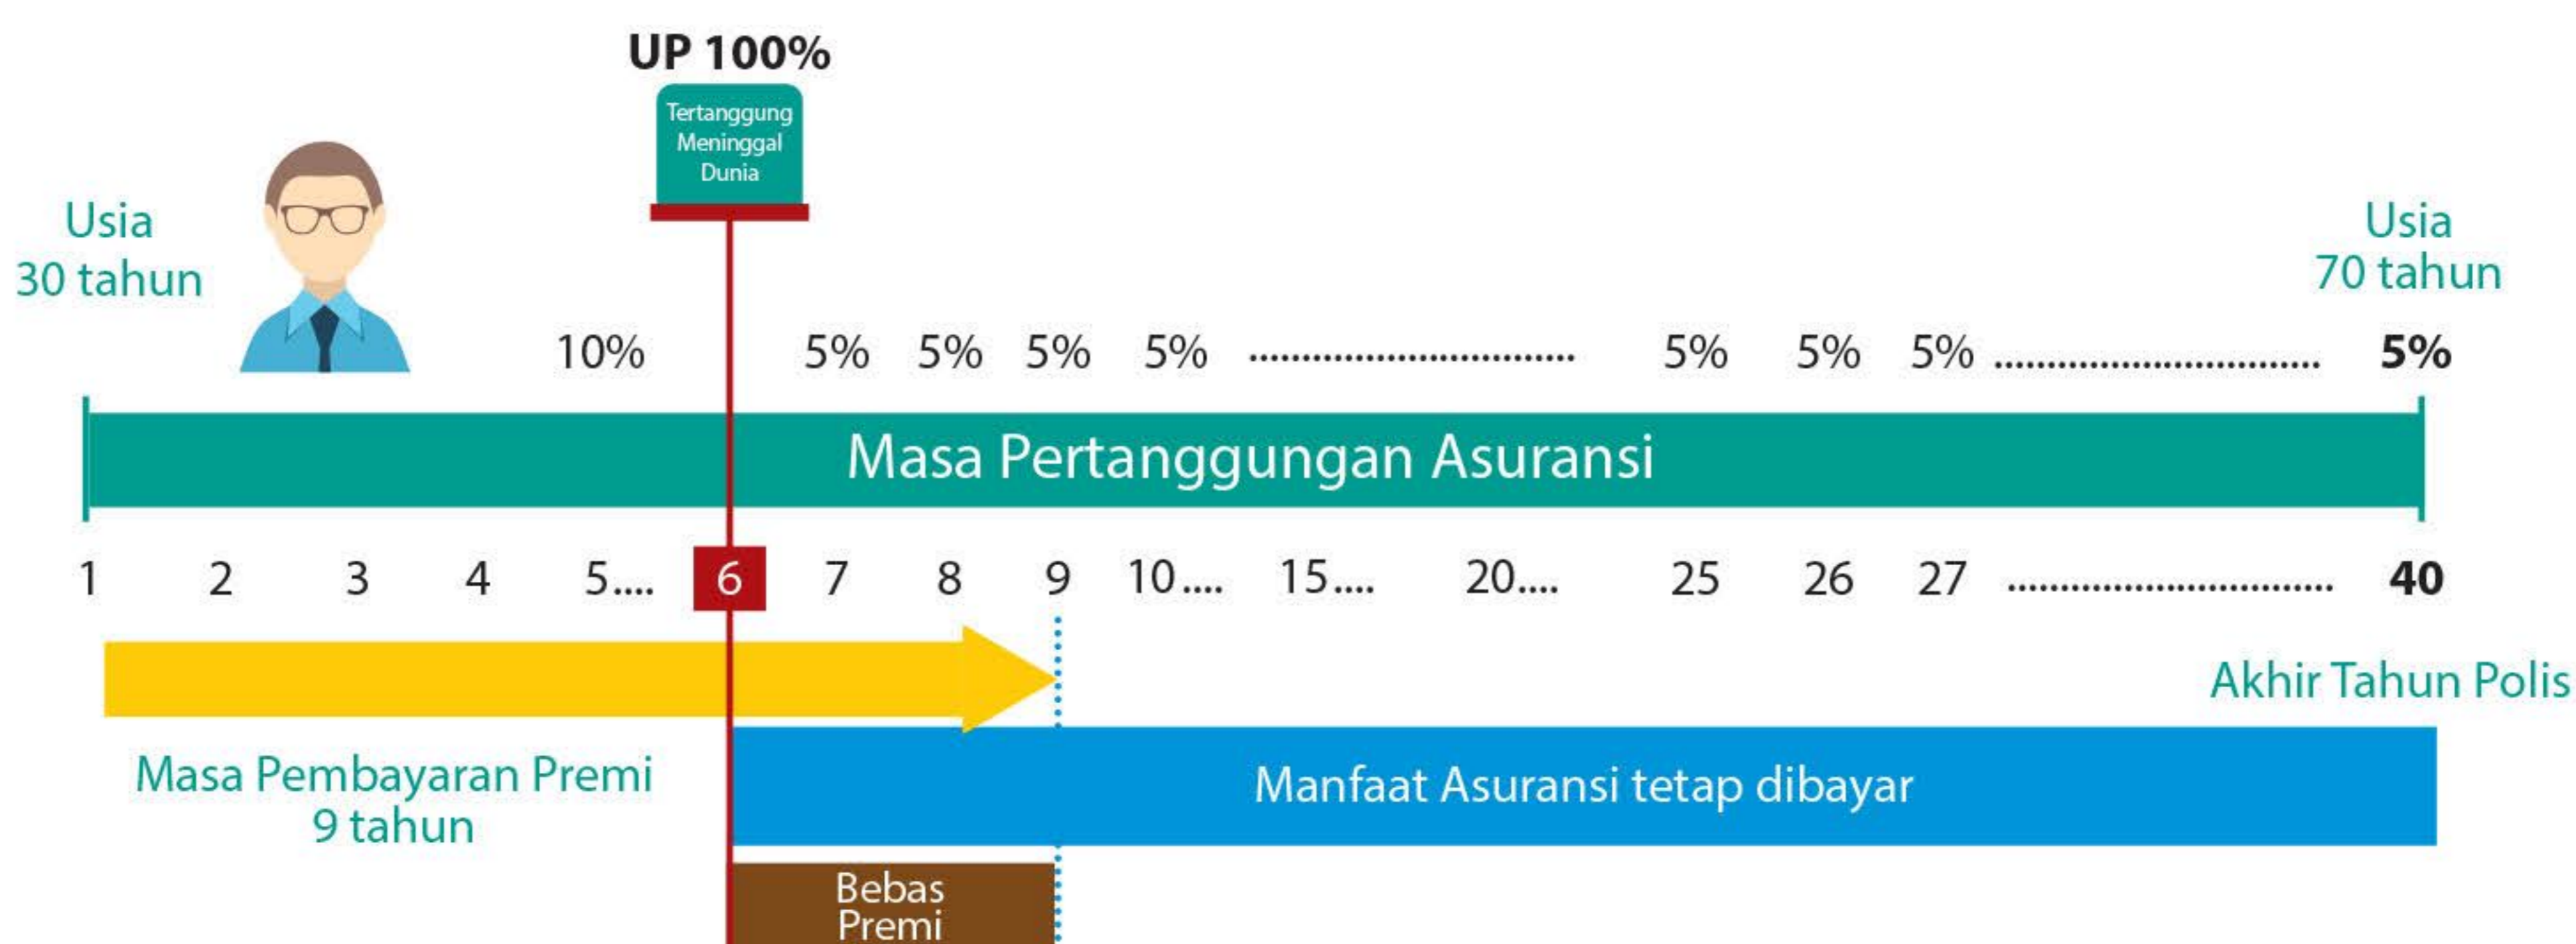 UP 100%
Tertanggung
Meninggal
Dunia
Usia
30 tahun
Usia
70 tahun
10% 5% 5% 5% 5% .............................. 5% 5% 5% .............................. 5%
Masa Pertanggungan Asuransi
1 2 3 4 5.... 6 7 8 9 10.... 15.... 20.... 25 26 27 .............................. 40
Akhir Tahun Polis
Masa Pembayaran Premi
9 tahun
Manfaat Asuransi tetap dibayar
Bebas
Premi